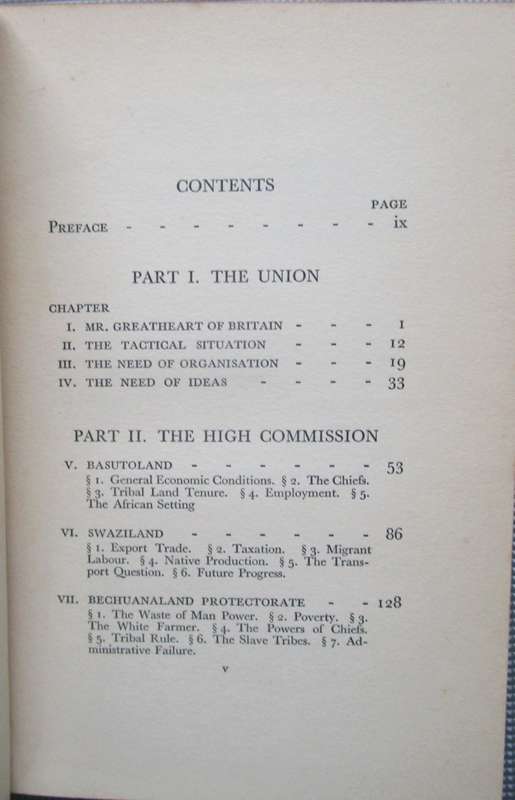 CONTENTS
PAGE
PREFACE - - - - - - - - ix
PART I. THE UNION
CHAPTER
I. MR. GREATHEART OF BRITAIN - - - 1
II. THE TACTICAL SITUATION - - - 12
III. THE NEED OF ORGANISATION - - - 19
IV. THE NEED OF IDEAS - - - - 33
PART II. THE HIGH COMMISSION
V. BASUTOLAND - - - - - - 53
§ 1. General Economic Conditions. § 2. The Chiefs.
§ 3. Tribal Land Tenure. § 4. Employment. § 5.
The African Setting
VI. SWAZILAND - - - - - - 86
§ 1. Export Trade. § 2. Taxation. § 3. Migrant
Labour. § 4. Native Production. § 5. The Trans-
port Question. § 6. Future Progress.
VII. BECHUANALAND PROTECTORATE - - 128
§ 1. The Waste of Man Power. § 2. Poverty. § 3.
The White Farmer. § 4. The Powers of Chiefs.
§ 5. Tribal Rule. § 6. The Slave Tribes. § 7. Ad-
ministrative Failure.
v